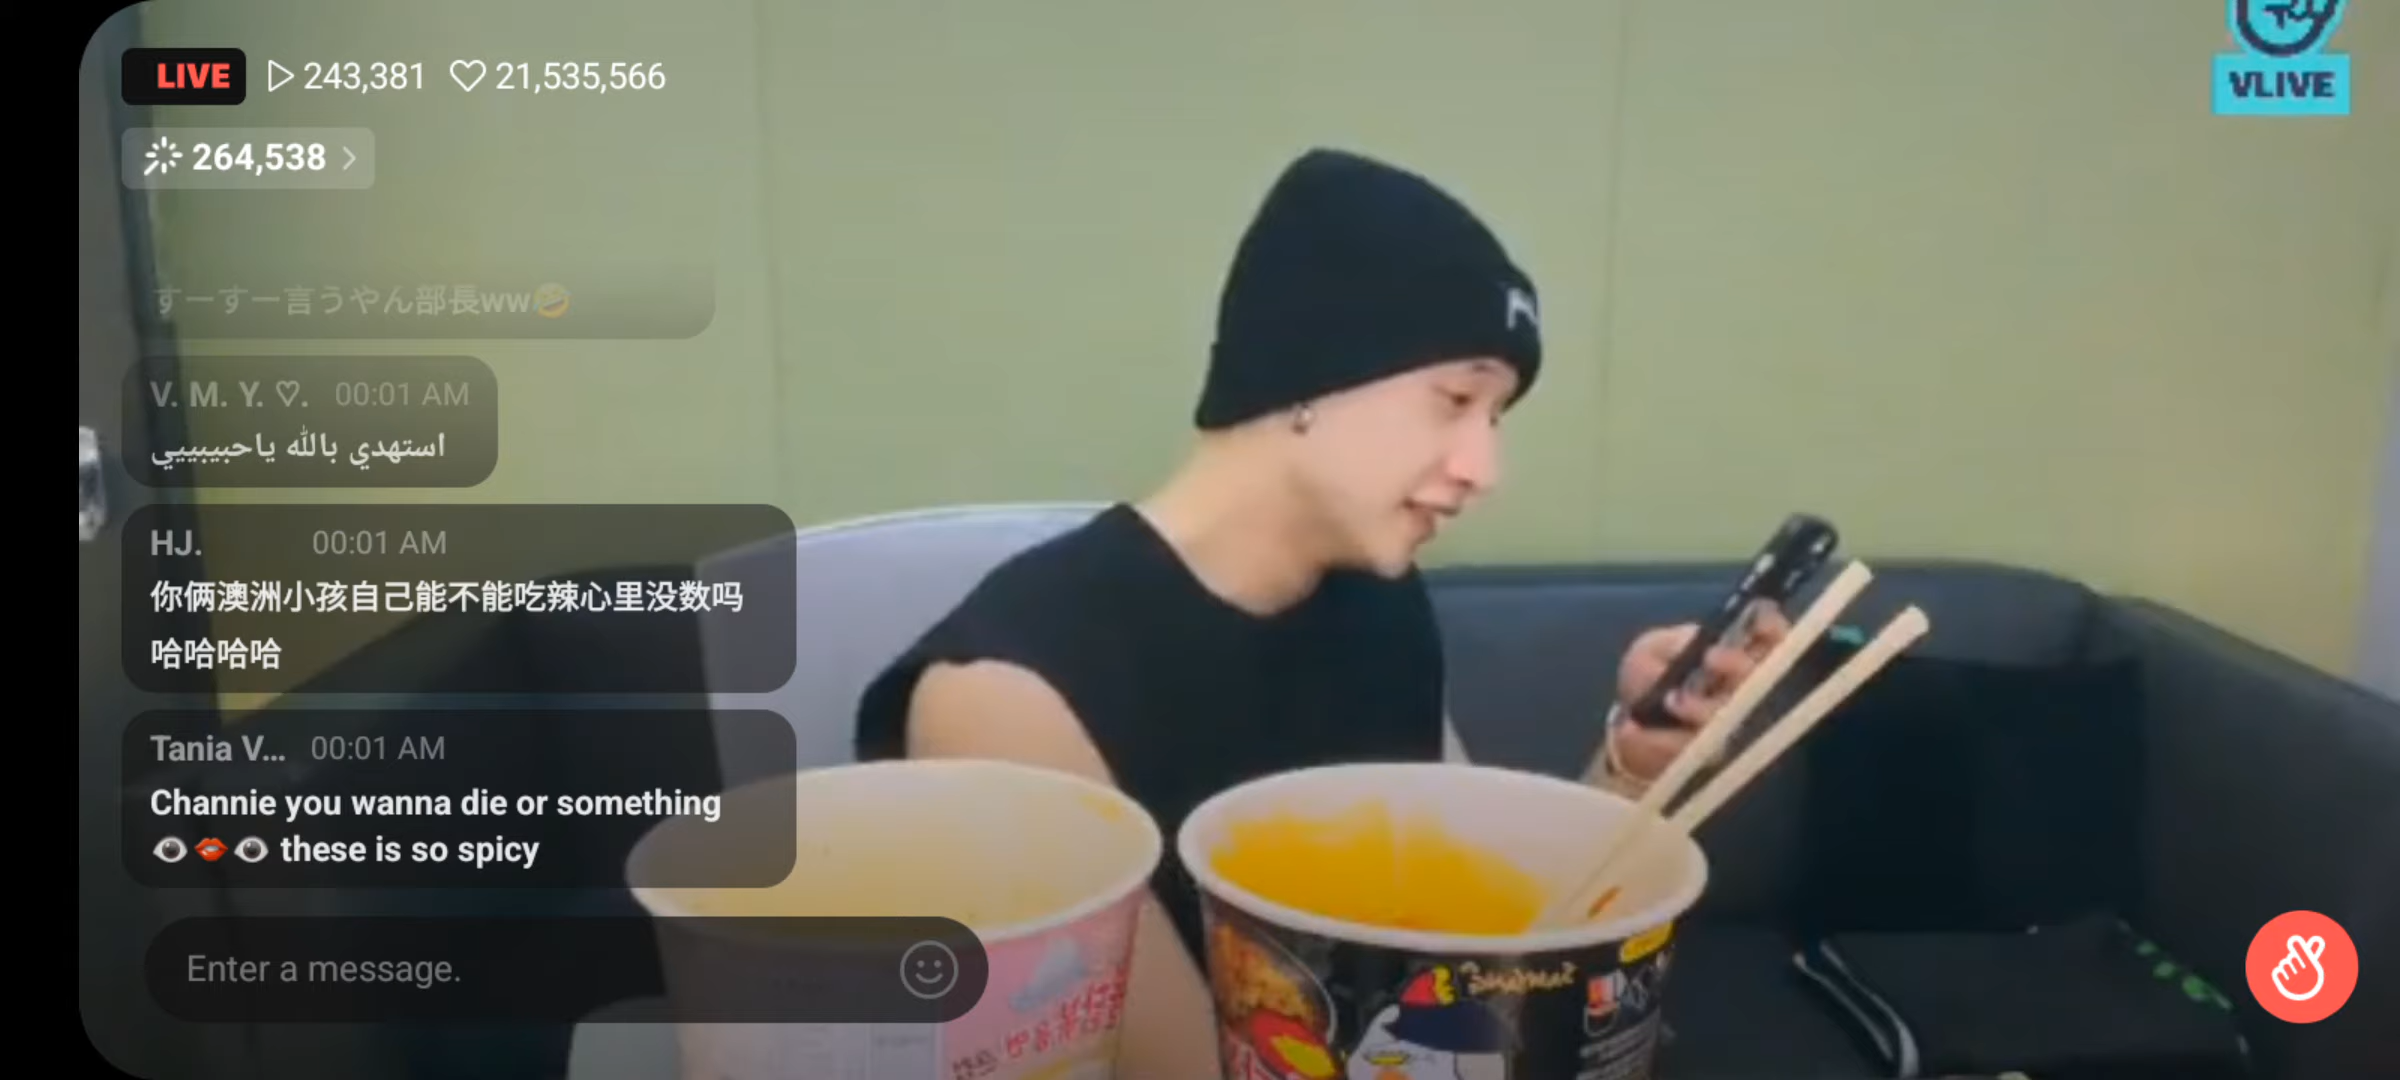 LIVE 243,381 21,535,566
VLIVE
264,538
すーすー言うやん部長ww🤣
V. M. Y. ♡. 00:01 AM
استهدي بالله ياحبيبييي
HJ. 00:01 AM
你俩澳洲小孩自己能不能吃辣心里没数吗
哈哈哈哈
Tania V... 00:01 AM
Channie you wanna die or something
👁️💋👁️ these is so spicy
Enter a message.
Samyang